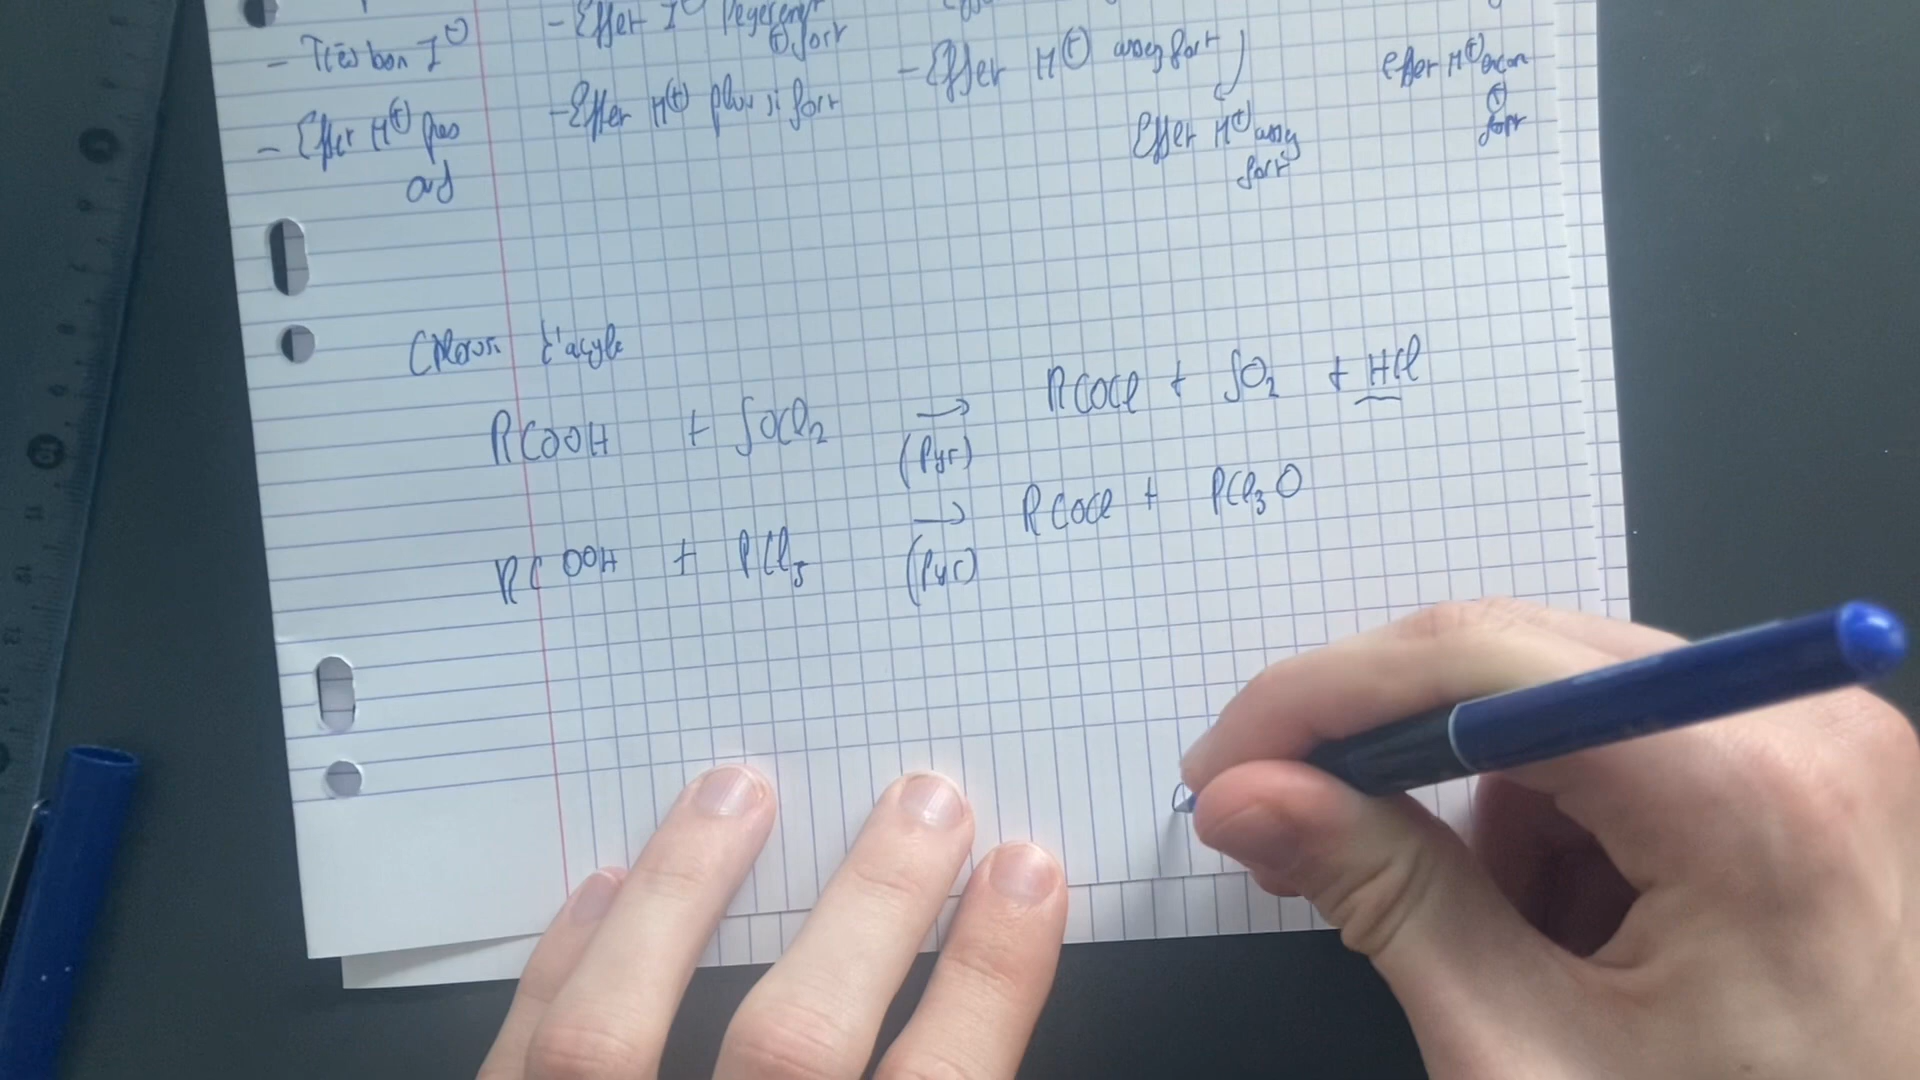 - Très bon I⊖
- Effet I⊖ légèrement ⊕ fort
- Effet M⊕ assez fort
Effet M⊕ encore ⊕ fort
- Effet M⊕ pas ouf
- Effet M⊕ plus si fort
Effet M⊕ assez fort
Chlorure d'acyle
RCOOH + SOCl₂ → (Pyr) RCOCl + SO₂ + HCl
RCOOH + PCl₅ → (Pyr) RCOCl + PCl₃O